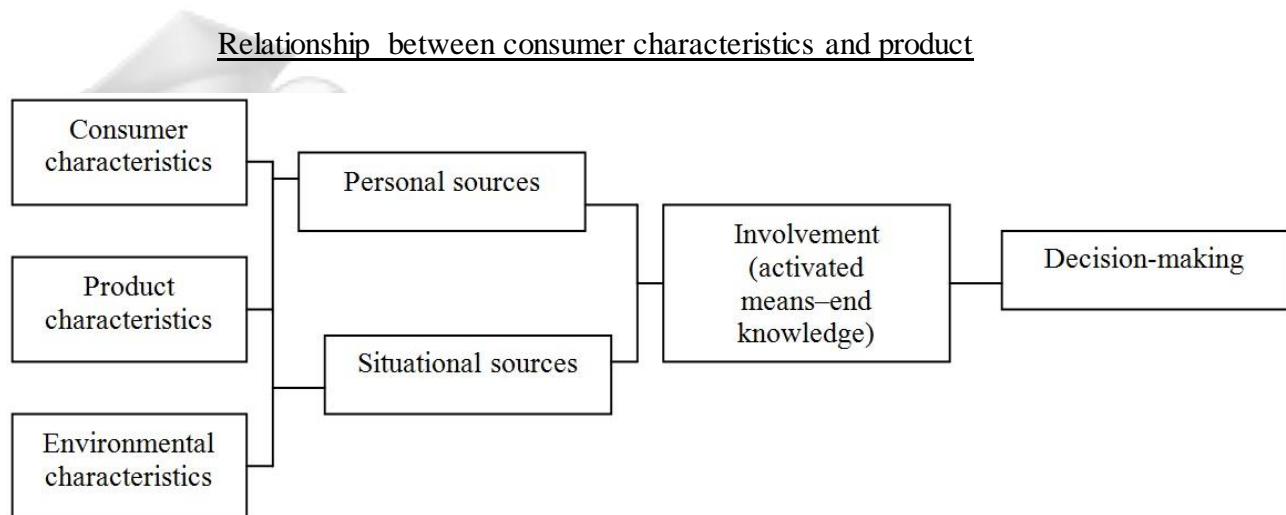 Relationship between consumer characteristics and product
Consumer
characteristics
Personal sources
Product
characteristics
Situational sources
Environmental
characteristics
Involvement
(activated
means–end
knowledge)
Decision-making